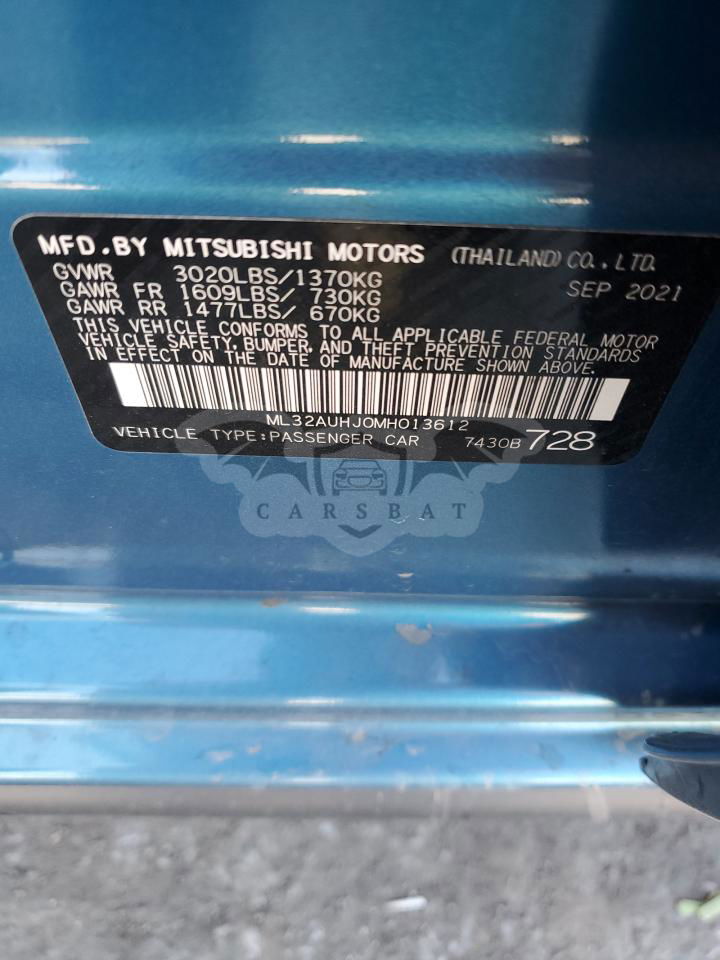 MFD.BY MITSUBISHI MOTORS (THAILAND) CO., LTD.
GVWR 3020LBS/1370KG SEP 2021
GAWR FR 1609LBS/ 730KG
GAWR RR 1477LBS/ 670KG
THIS VEHICLE CONFORMS TO ALL APPLICABLE FEDERAL MOTOR
VEHICLE SAFETY, BUMPER, AND THEFT PREVENTION STANDARDS
IN EFFECT ON THE DATE OF MANUFACTURE SHOWN ABOVE.
ML32AUHJ0MH013612
VEHICLE TYPE:PASSENGER CAR 7430B 728
CARSBAT